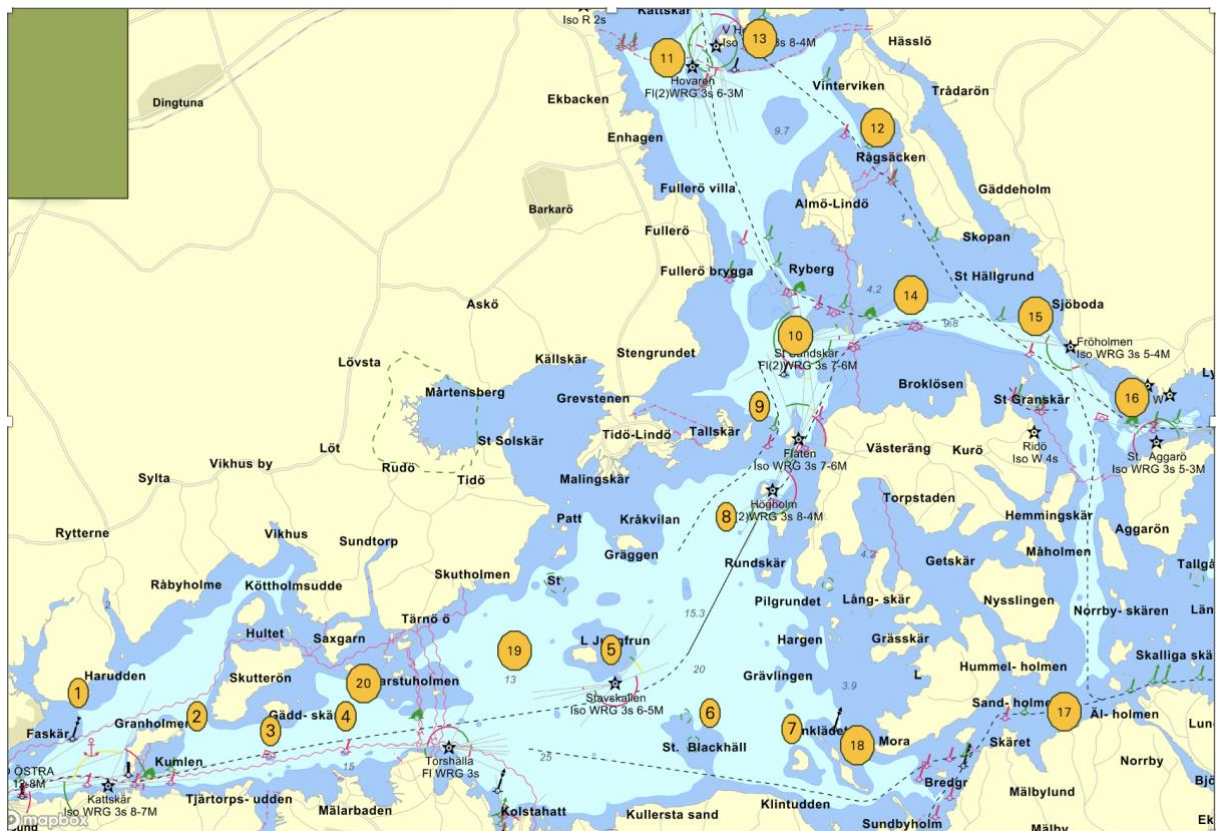 Kattskär
Iso R 2s
13
Hässlö
11
Hovaren
Fl(2)WRG 3s 6-3M
Vinterviken
Trådarön
Dingtuna
Ekbacken
12
Enhagen
9.7
Rågsäcken
Fullerö villa
Gäddeholm
Barkarö
Almö-Lindö
1
Fullerö
Skopan
Fullerö brygga
Ryberg
St Hällgrund
4.2
14
Sjöboda
Askö
15
9.8
10
Fröholmen
Iso WRG 3s 5-4M
Stengrundet
Källskär
Lövsta
Fl(2)WRG 3s 7-6M
Broklösen
Mårtensberg
Grevstenen
9
St Granskär
16
W
Tidö-Lindö
Tallskär
St Solskär
Flaten
Iso WRG 3s 7-6M
Västeräng
Kurö
Ridö
Iso W 4s
St. Aggarö
Iso WRG 3s 5-3M
Löt
Vikhus by
Rudö
Sylta
Tidö
Malingskär
Högholm
(2)WRG 3s 8-4M
Torpstaden
8
Patt
Kråkvilan
Hemmingskär
Rytterne
Vikhus
Sundtorp
Aggarön
Gräggen
4.2
Måholmen
Rundskär
Getskär
Skutholmen
St
Tallgå
Råbyholme
Köttholmsudde
Pilgrundet
Lång- skär
Nysslingen
2
15.3
Norrby- skären
Län
Tärnö ö
Hultet
Saxgarn
L Jungfrun
5
Hargen
Grässkär
19
Skalliga skä
20
Hummel- holmen
Harudden
Skutterön
13
Stavskallen
Iso WRG 3s 6-5M
20
Grävlingen
L
1
3.9
2
4
6
17
Äl- holmen
Granholmen
3
7
Faskär
18
Mora
Skäret
St. Blackhäll
Torshälla
Fl WRG 3s
25
Kumlen
15
Norrby
ÖSTRA
Bredgr
Kattskär
Iso WRG 3s 8-7M
Tjärtorps- udden
Mälarbaden
Kolstahatt
Kullersta sand
Klintudden
Mälbylund
Sundbyholm
Mälby
Ek
mapbox